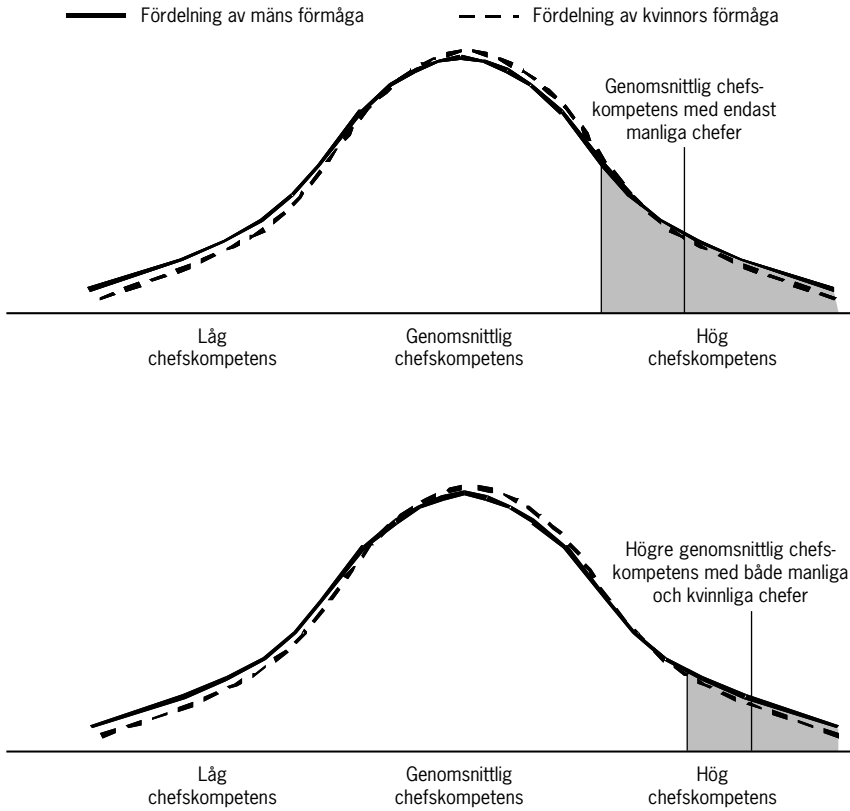 Fördelning av mäns förmåga
Fördelning av kvinnors förmåga
Genomsnittlig chefs-
kompetens med endast
manliga chefer
Låg
chefskompetens
Genomsnittlig
chefskompetens
Hög
chefskompetens
Högre genomsnittlig chefs-
kompetens med både manliga
och kvinnliga chefer
Låg
chefskompetens
Genomsnittlig
chefskompetens
Hög
chefskompetens